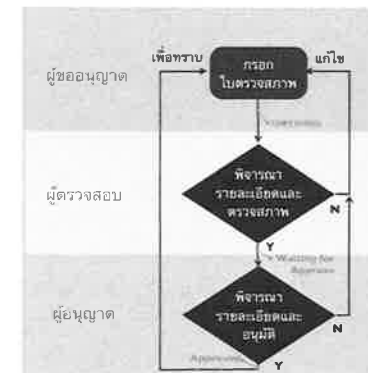 เพื่อทราบ
แก้ไข
กรอก
ใบตรวจสภาพ
ผู้ขออนุญาต
ผู้ตรวจสอบ
พิจารณา
รายละเอียดและ
ตรวจสภาพ
N
Y
Waiting for
Approve
ผู้อนุญาต
พิจารณา
รายละเอียดและ
อนุมัติ
N
Approved
Y